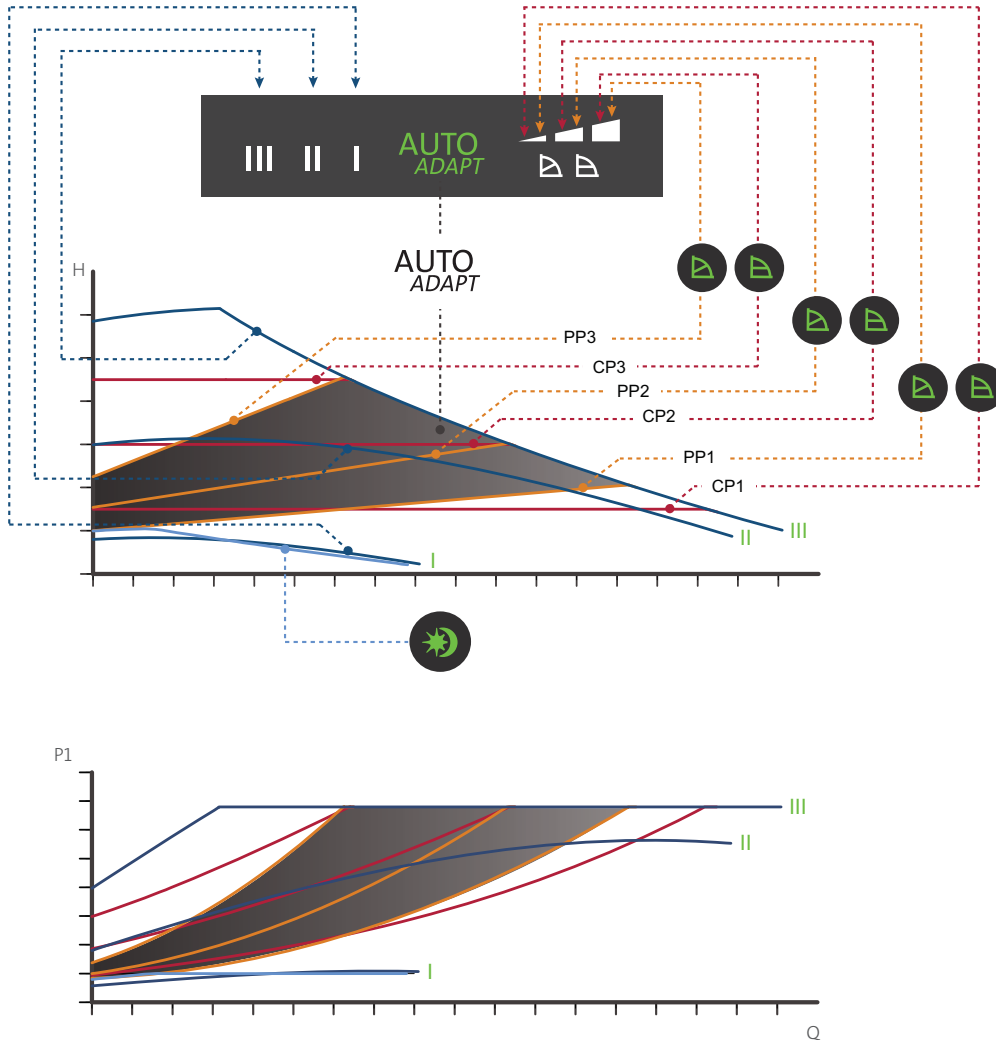 III II I AUTO ADAPT
AUTO
ADAPT
H
PP3
CP3
PP2
CP2
PP1
CP1
III
II
I
P1
III
II
I
Q